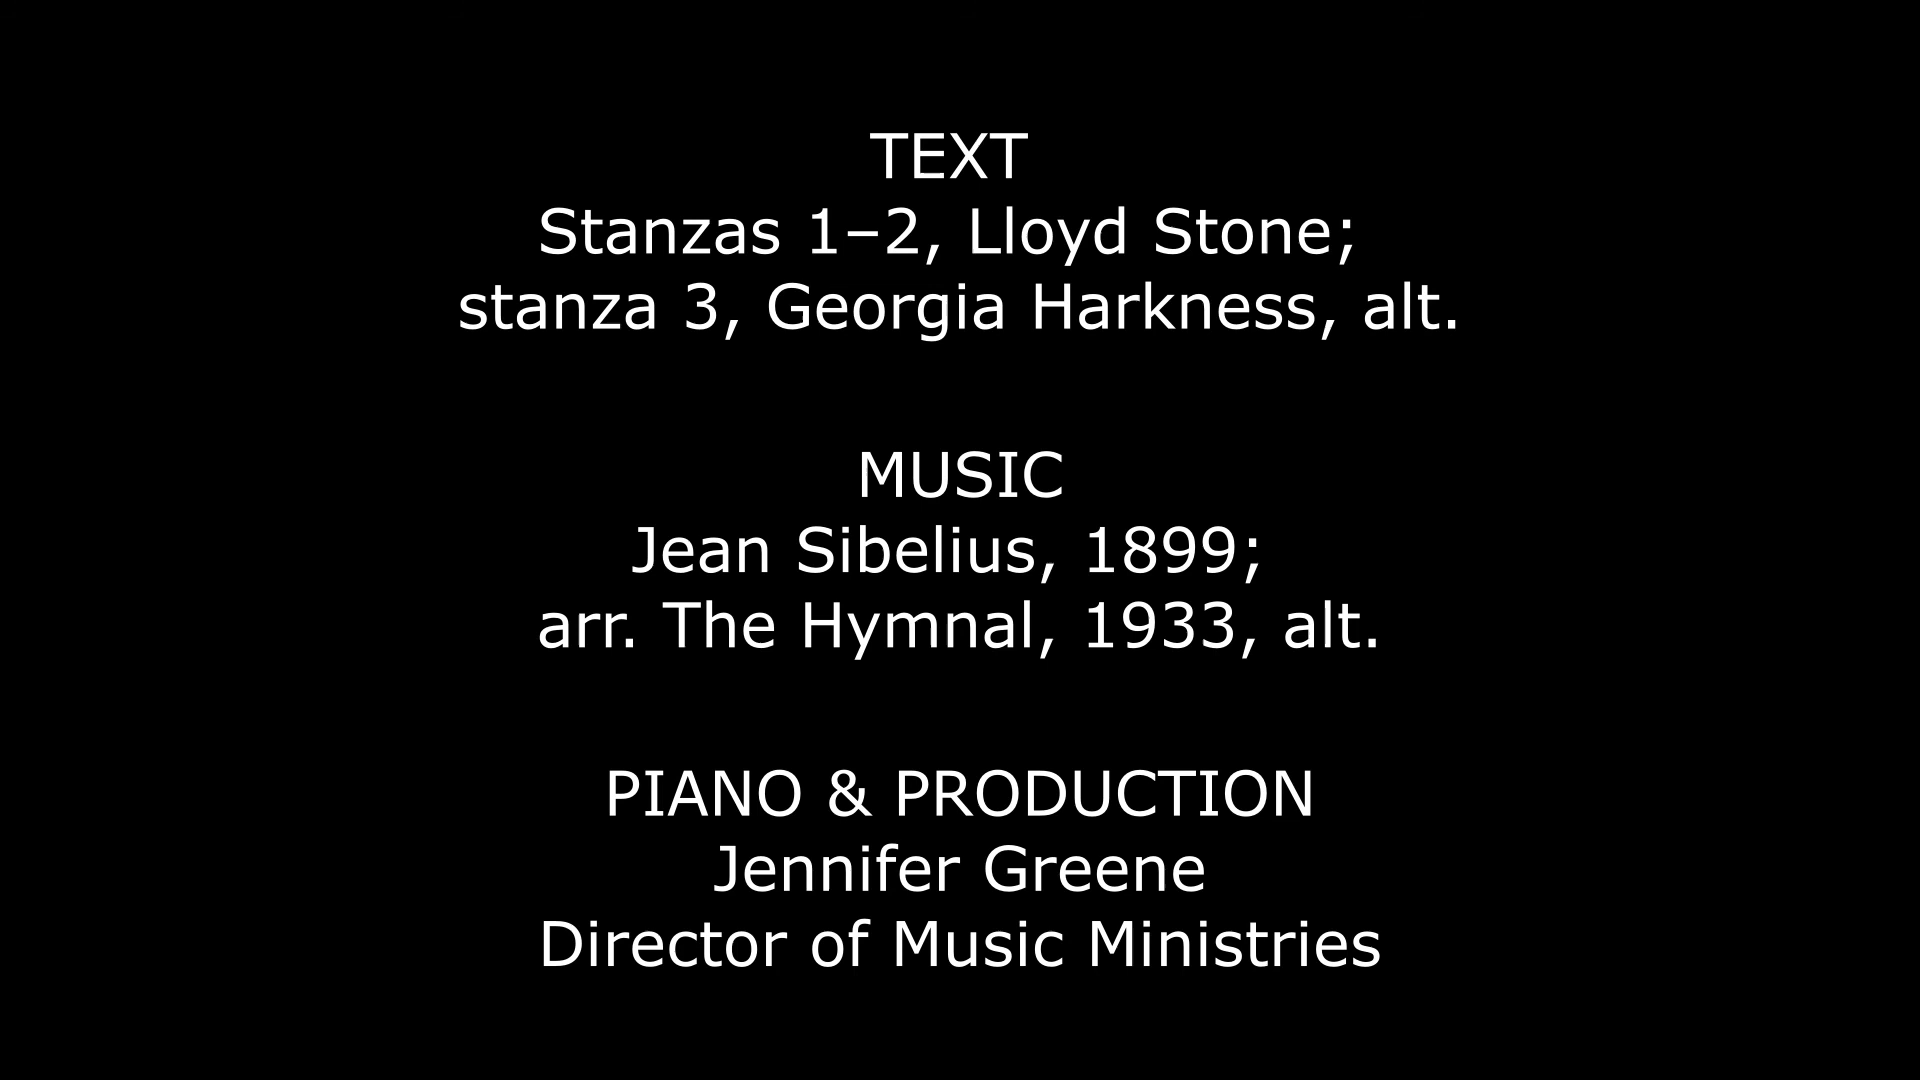 TEXT
Stanzas 1–2, Lloyd Stone;
stanza 3, Georgia Harkness, alt.
MUSIC
Jean Sibelius, 1899;
arr. The Hymnal, 1933, alt.
PIANO & PRODUCTION
Jennifer Greene
Director of Music Ministries